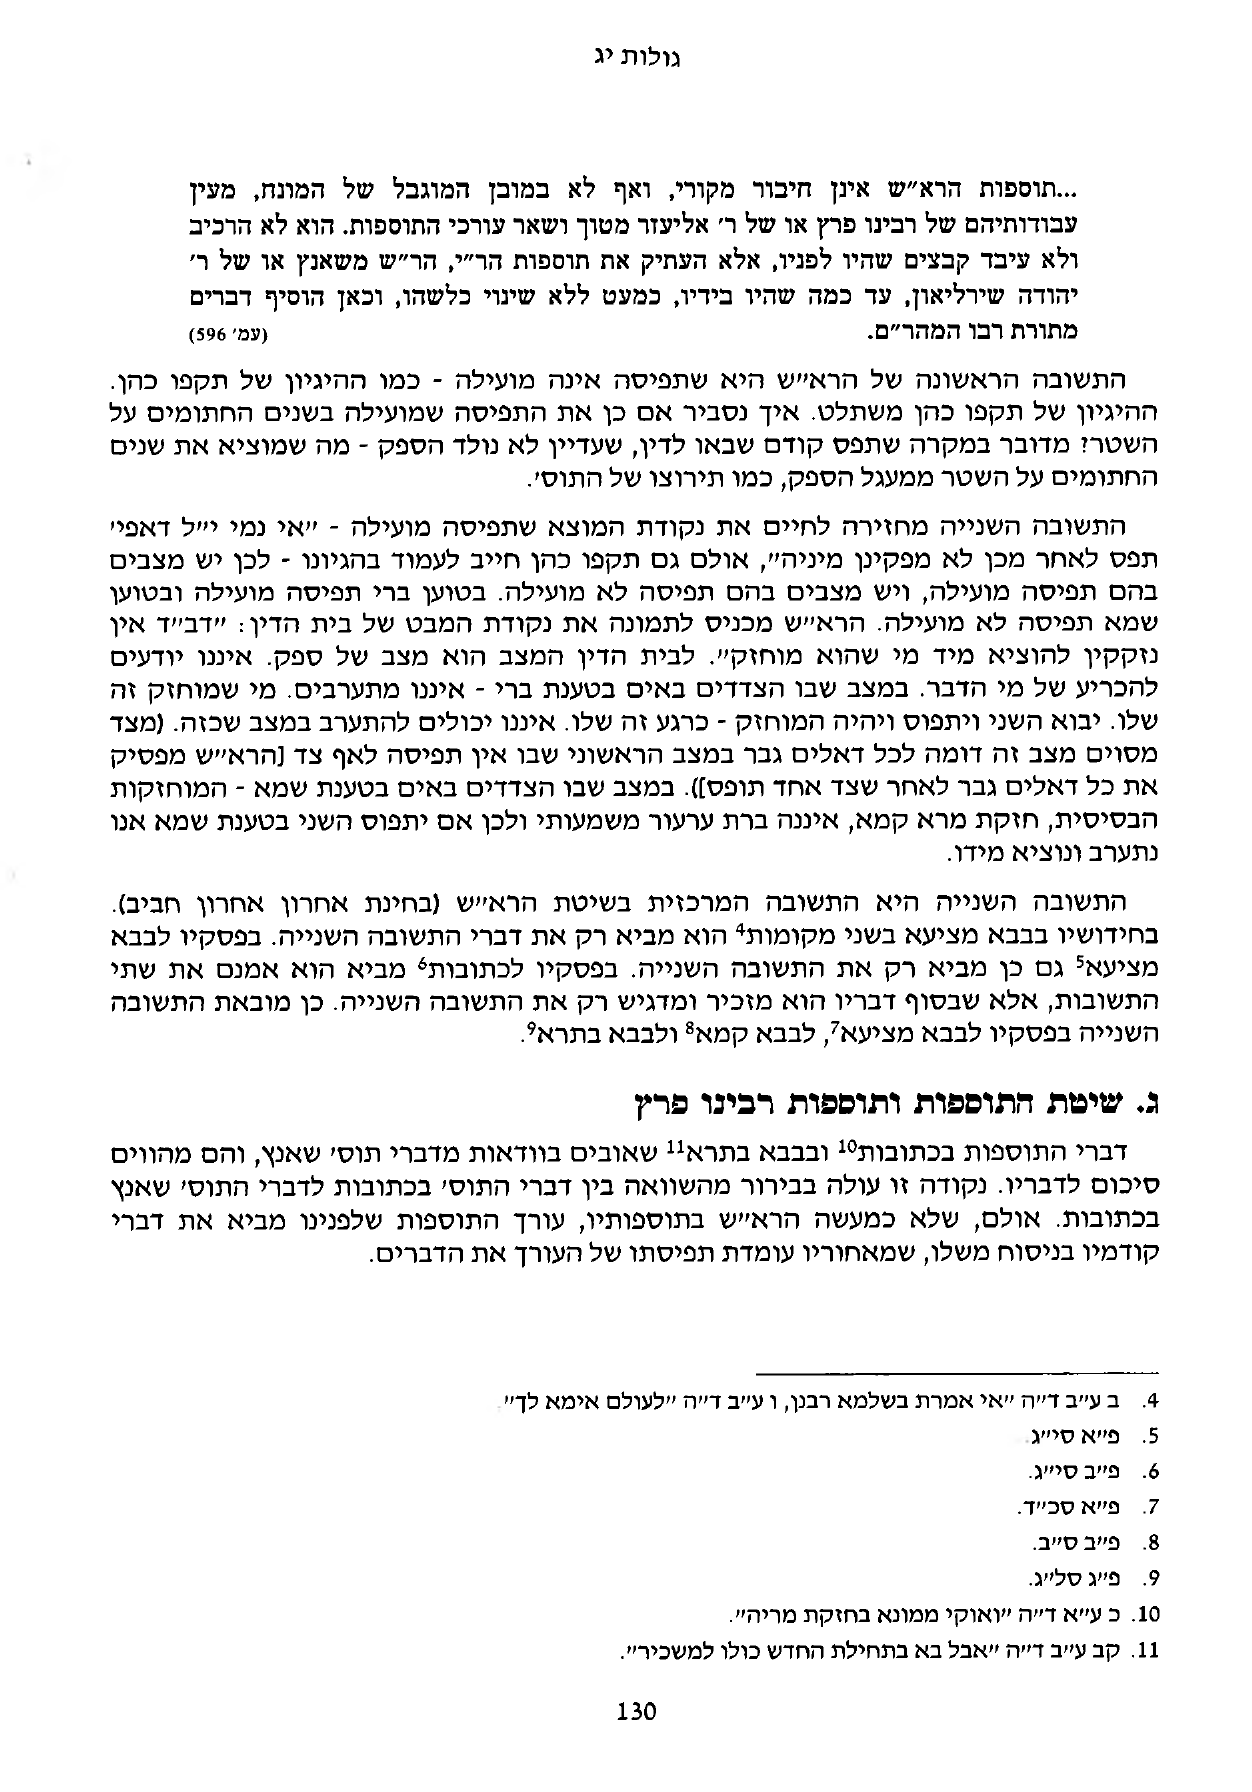 גולות יג
...תוספות הרא״ש אינן חיבור מקורי, ואף לא במובן המוגבל של המונח, מעין
עבודותיהם של רבינו פרץ או של ר׳ אליעזר מטוך ושאר עורכי התוספות. הוא לא הרכיב
ולא עיבד קבצים שהיו לפניו, אלא העתיק את תוספות הר״י, הר״ש משאנץ או של ר׳
יהודה שירליאון, עד כמה שהיו בידיו, כמעט ללא שינוי כלשהו, וכאן הוסיף דברים
מתורת רבו המהר״ם. (עמ׳ 596)
התשובה הראשונה של הרא״ש היא שתפיסה אינה מועילה - כמו ההיגיון של תקפו כהן.
ההיגיון של תקפו כהן משתלט. איך נסביר אם כן את התפיסה שמועילה בשנים החתומים על
השטר? מדובר במקרה שתפס קודם שבאו לדין, שעדיין לא נולד הספק - מה שמוציא את שנים
החתומים על השטר ממעגל הספק, כמו תירוצו של התוס׳.
התשובה השנייה מחזירה לחיים את נקודת המוצא שתפיסה מועילה - ״אי נמי י״ל דאפי׳
תפס לאחר מכן לא מפקינן מיניה״, אולם גם תקפו כהן חייב לעמוד בהגיונו - לכן יש מצבים
בהם תפיסה מועילה, ויש מצבים בהם תפיסה לא מועילה. בטוען ברי תפיסה מועילה ובטוען
שמא תפיסה לא מועילה. הרא״ש מכניס לתמונה את נקודת המבט של בית הדין: ״דב״ד אין
נזקקין להוציא מיד מי שהוא מוחזק״. לבית הדין המצב הוא מצב של ספק. איננו יודעים
להכריע של מי הדבר. במצב שבו הצדדים באים בטענת ברי - איננו מתערבים. מי שמוחזק זה
שלו. יבוא השני ויתפוס ויהיה המוחזק - כרגע זה שלו. איננו יכולים להתערב במצב שכזה. (מצד
מסוים מצב זה דומה לכל דאלים גבר במצב הראשוני שבו אין תפיסה לאף צד [הרא״ש מפסיק
את כל דאלים גבר לאחר שצד אחד תופס]). במצב שבו הצדדים באים בטענת שמא - המוחזקות
הבסיסית, חזקת מרא קמא, איננה ברת ערעור משמעותי ולכן אם יתפוס השני בטענת שמא אנו
נתערב ונוציא מידו.
התשובה השנייה היא התשובה המרכזית בשיטת הרא״ש (בחינת אחרון אחרון חביב).
בחידושיו בבבא מציעא בשני מקומות4 הוא מביא רק את דברי התשובה השנייה. בפסקיו לבבא
מציעא5 גם כן מביא רק את התשובה השנייה. בפסקיו לכתובות6 מביא הוא אמנם את שתי
התשובות, אלא שבסוף דבריו הוא מזכיר ומדגיש רק את התשובה השנייה. כן מובאת התשובה
השנייה בפסקיו לבבא מציעא7, לבבא קמא8 ולבבא בתרא9.
ג. שיטת התוספות ותוספות רבינו פרץ
דברי התוספות בכתובות10 ובבבא בתרא11 שאובים בוודאות מדברי תוס׳ שאנץ, והם מהווים
סיכום לדבריו. נקודה זו עולה בבירור מהשוואה בין דברי התוס׳ בכתובות לדברי התוס׳ שאנץ
בכתובות. אולם, שלא כמעשה הרא״ש בתוספותיו, עורך התוספות שלפנינו מביא את דברי
קודמיו בניסוח משלו, שמאחוריו עומדת תפיסתו של העורך את הדברים.
4. ב ע״ב ד״ה ״אי אמרת בשלמא רבנן, ו ע״ב ד״ה ״לעולם אימא לך״.
5. פ״א סי״ג.
6. פ״ב סי״ג.
7. פ״א סכ״ד.
8. פ״ב ס״ב.
9. פ״ג סל״ג.
10. כ ע״א ד״ה ״ואוקי ממונא בחזקת מריה״.
11. קב ע״ב ד״ה ״אבל בא בתחילת החדש כולו למשכיר״.
130